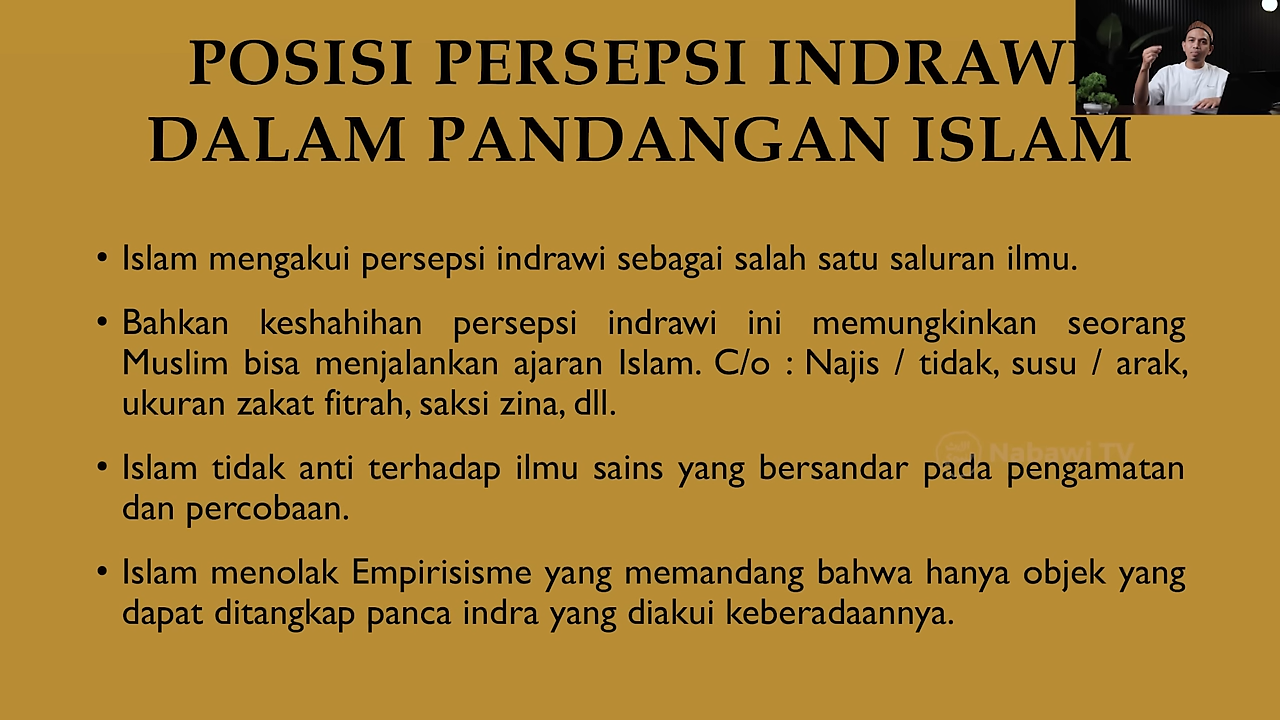 POSISI PERSEPSI INDRAWI
DALAM PANDANGAN ISLAM
• Islam mengakui persepsi indrawi sebagai salah satu saluran ilmu.
• Bahkan keshahihan persepsi indrawi ini memungkinkan seorang
Muslim bisa menjalankan ajaran Islam. C/o : Najis / tidak, susu / arak,
ukuran zakat fitrah, saksi zina, dll.
Nabawi TV
• Islam tidak anti terhadap ilmu sains yang bersandar pada pengamatan
dan percobaan.
• Islam menolak Empirisisme yang memandang bahwa hanya objek yang
dapat ditangkap panca indra yang diakui keberadaannya.